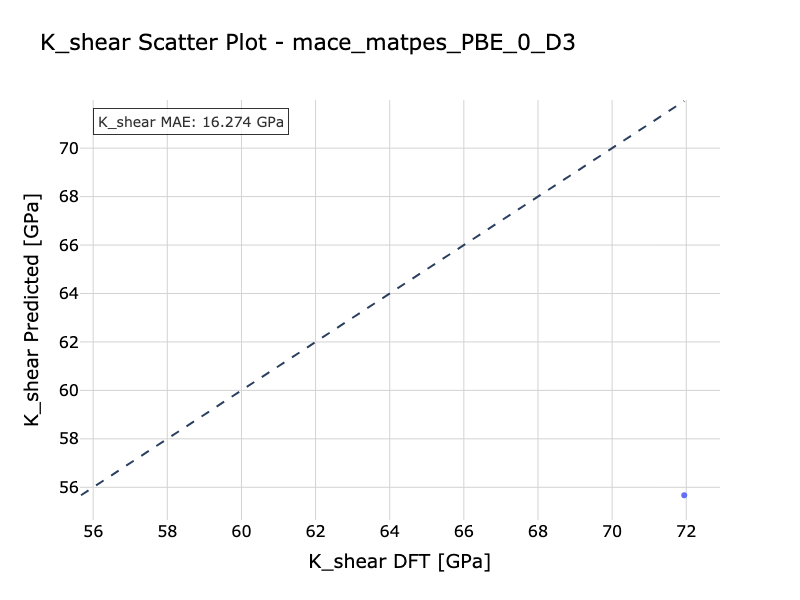 K_shear Scatter Plot - mace_matpes_PBE_0_D3
K_shear MAE: 16.274 GPa
K_shear Predicted [GPa]
70
68
66
64
62
60
58
56
56 58 60 62 64 66 68 70 72
K_shear DFT [GPa]